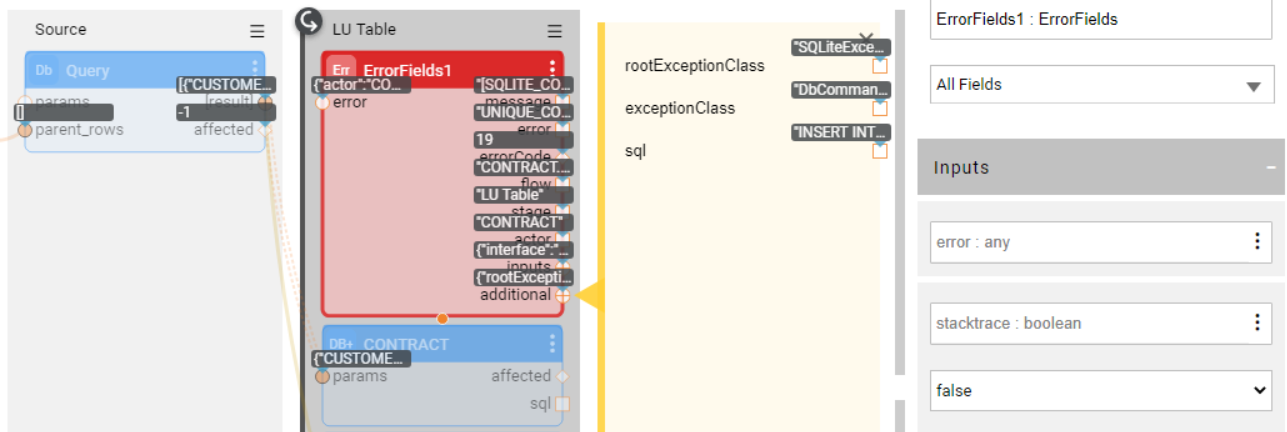 Source
Db Query
[{"CUSTOME...
params
[result]
[]
-1
parent_rows
affected
LU Table
Err ErrorFields1
{"actor":"CO...
error
"[SQLITE_CO...
message
"UNIQUE_CO...
error
19
errorCode
"CONTRACT....
flow
"LU Table"
stage
"CONTRACT"
actor
{"interface":"...
inputs
{"rootExcepti...
additional
DB+ CONTRACT
{"CUSTOME...
params
affected
sql
"SQLiteExce...
rootExceptionClass
"DbComman...
exceptionClass
"INSERT INT...
sql
ErrorFields1 : ErrorFields
All Fields
Inputs
error : any
stacktrace : boolean
false